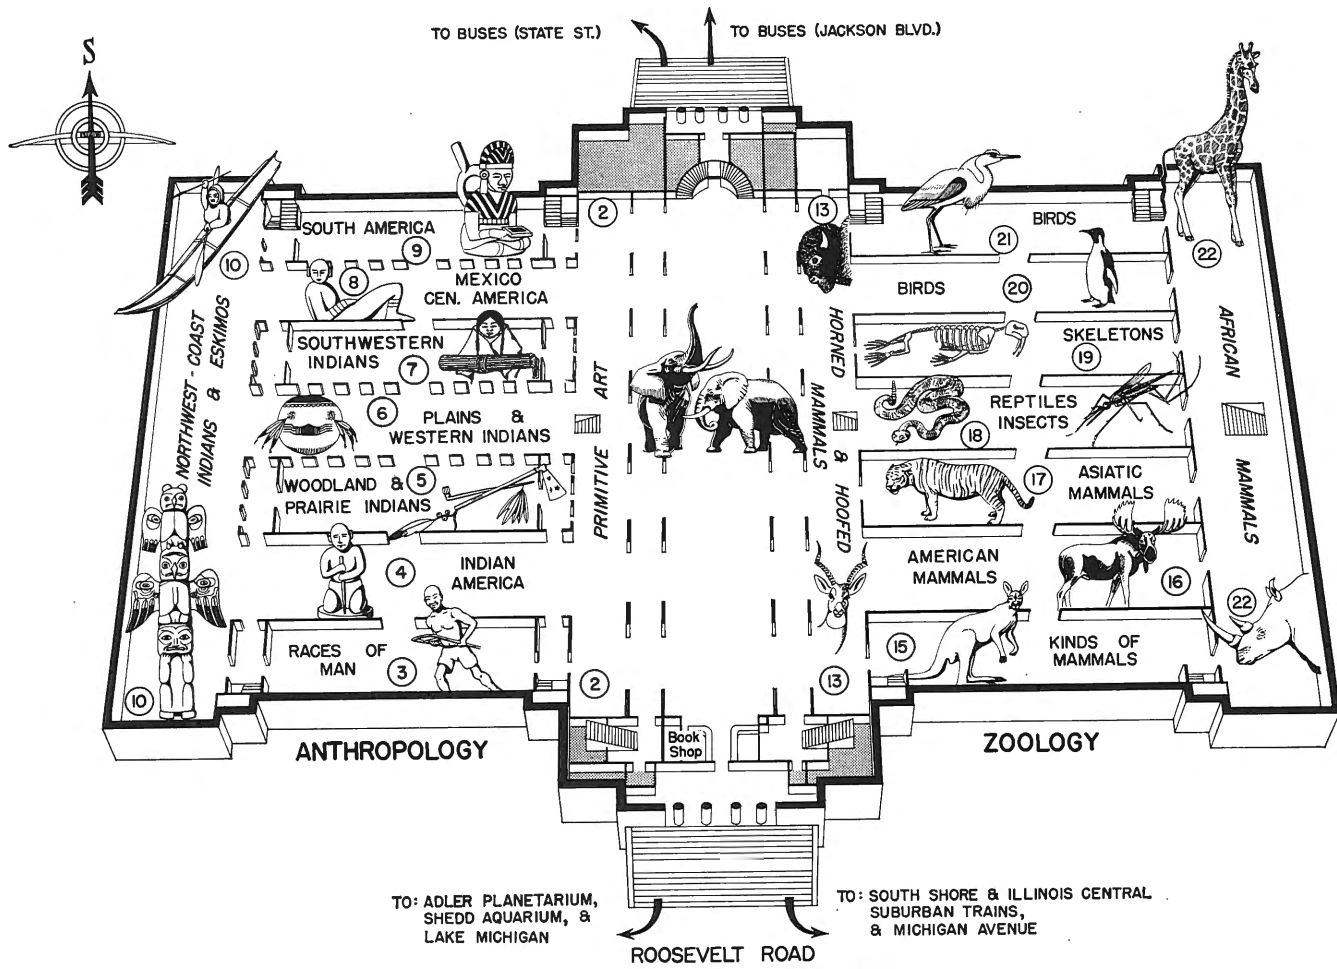 TO BUSES (STATE ST.)
TO BUSES (JACKSON BLVD.)
S
2
13
SOUTH AMERICA
9
BIRDS
21
22
10
8
MEXICO
CEN. AMERICA
BIRDS
20
NORTHWEST-COAST
INDIANS & ESKIMOS
SOUTHWESTERN
INDIANS
7
SKELETONS
19
HORNED & HOOFED
MAMMALS
AFRICAN MAMMALS
PRIMITIVE ART
6
PLAINS &
WESTERN INDIANS
REPTILES
INSECTS
18
WOODLAND &
PRAIRIE INDIANS
5
17
ASIATIC
MAMMALS
4
INDIAN
AMERICA
AMERICAN
MAMMALS
16
22
RACES OF
MAN
3
15
KINDS OF
MAMMALS
10
2
13
Book
Shop
ANTHROPOLOGY
ZOOLOGY
TO: ADLER PLANETARIUM,
SHEDD AQUARIUM, &
LAKE MICHIGAN
TO: SOUTH SHORE & ILLINOIS CENTRAL
SUBURBAN TRAINS,
& MICHIGAN AVENUE
ROOSEVELT ROAD